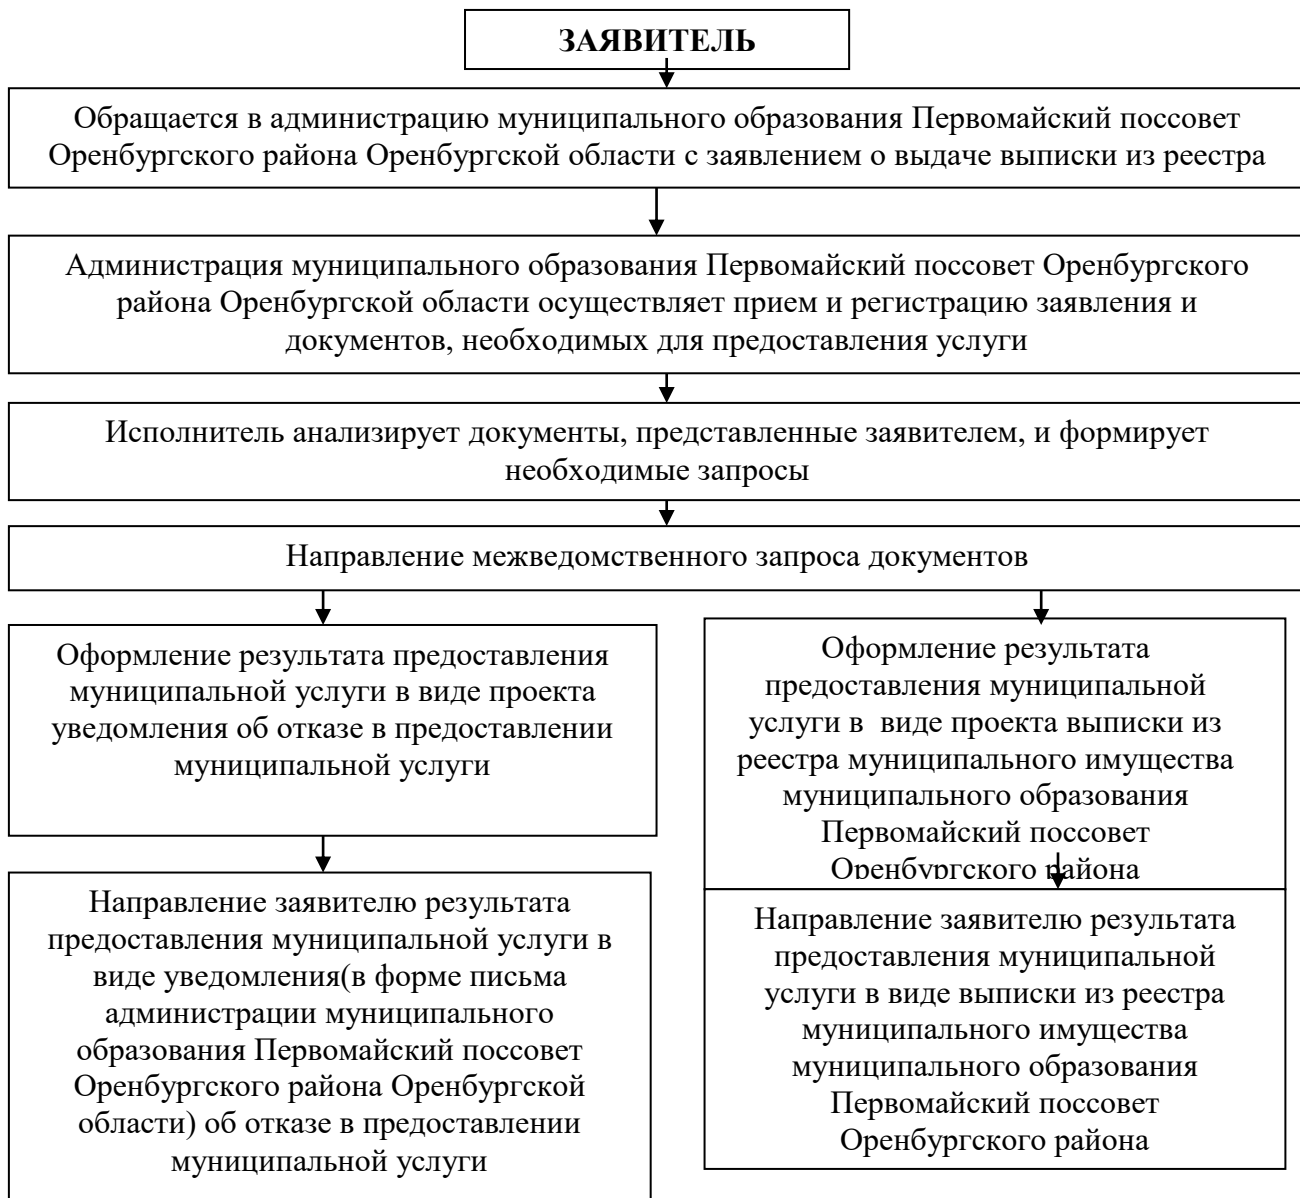 ЗАЯВИТЕЛЬ
Обращается в администрацию муниципального образования Первомайский поссовет
Оренбургского района Оренбургской области с заявлением о выдаче выписки из реестра
Администрация муниципального образования Первомайский поссовет Оренбургского
района Оренбургской области осуществляет прием и регистрацию заявления и
документов, необходимых для предоставления услуги
Исполнитель анализирует документы, представленные заявителем, и формирует
необходимые запросы
Направление межведомственного запроса документов
Оформление результата предоставления
муниципальной услуги в виде проекта
уведомления об отказе в предоставлении
муниципальной услуги
Оформление результата
предоставления муниципальной
услуги в виде проекта выписки из
реестра муниципального имущества
муниципального образования
Первомайский поссовет
Оренбургского района
Направление заявителю результата
предоставления муниципальной услуги в
виде уведомления(в форме письма
администрации муниципального
образования Первомайский поссовет
Оренбургского района Оренбургской
области) об отказе в предоставлении
муниципальной услуги
Направление заявителю результата
предоставления муниципальной
услуги в виде выписки из реестра
муниципального имущества
муниципального образования
Первомайский поссовет
Оренбургского района